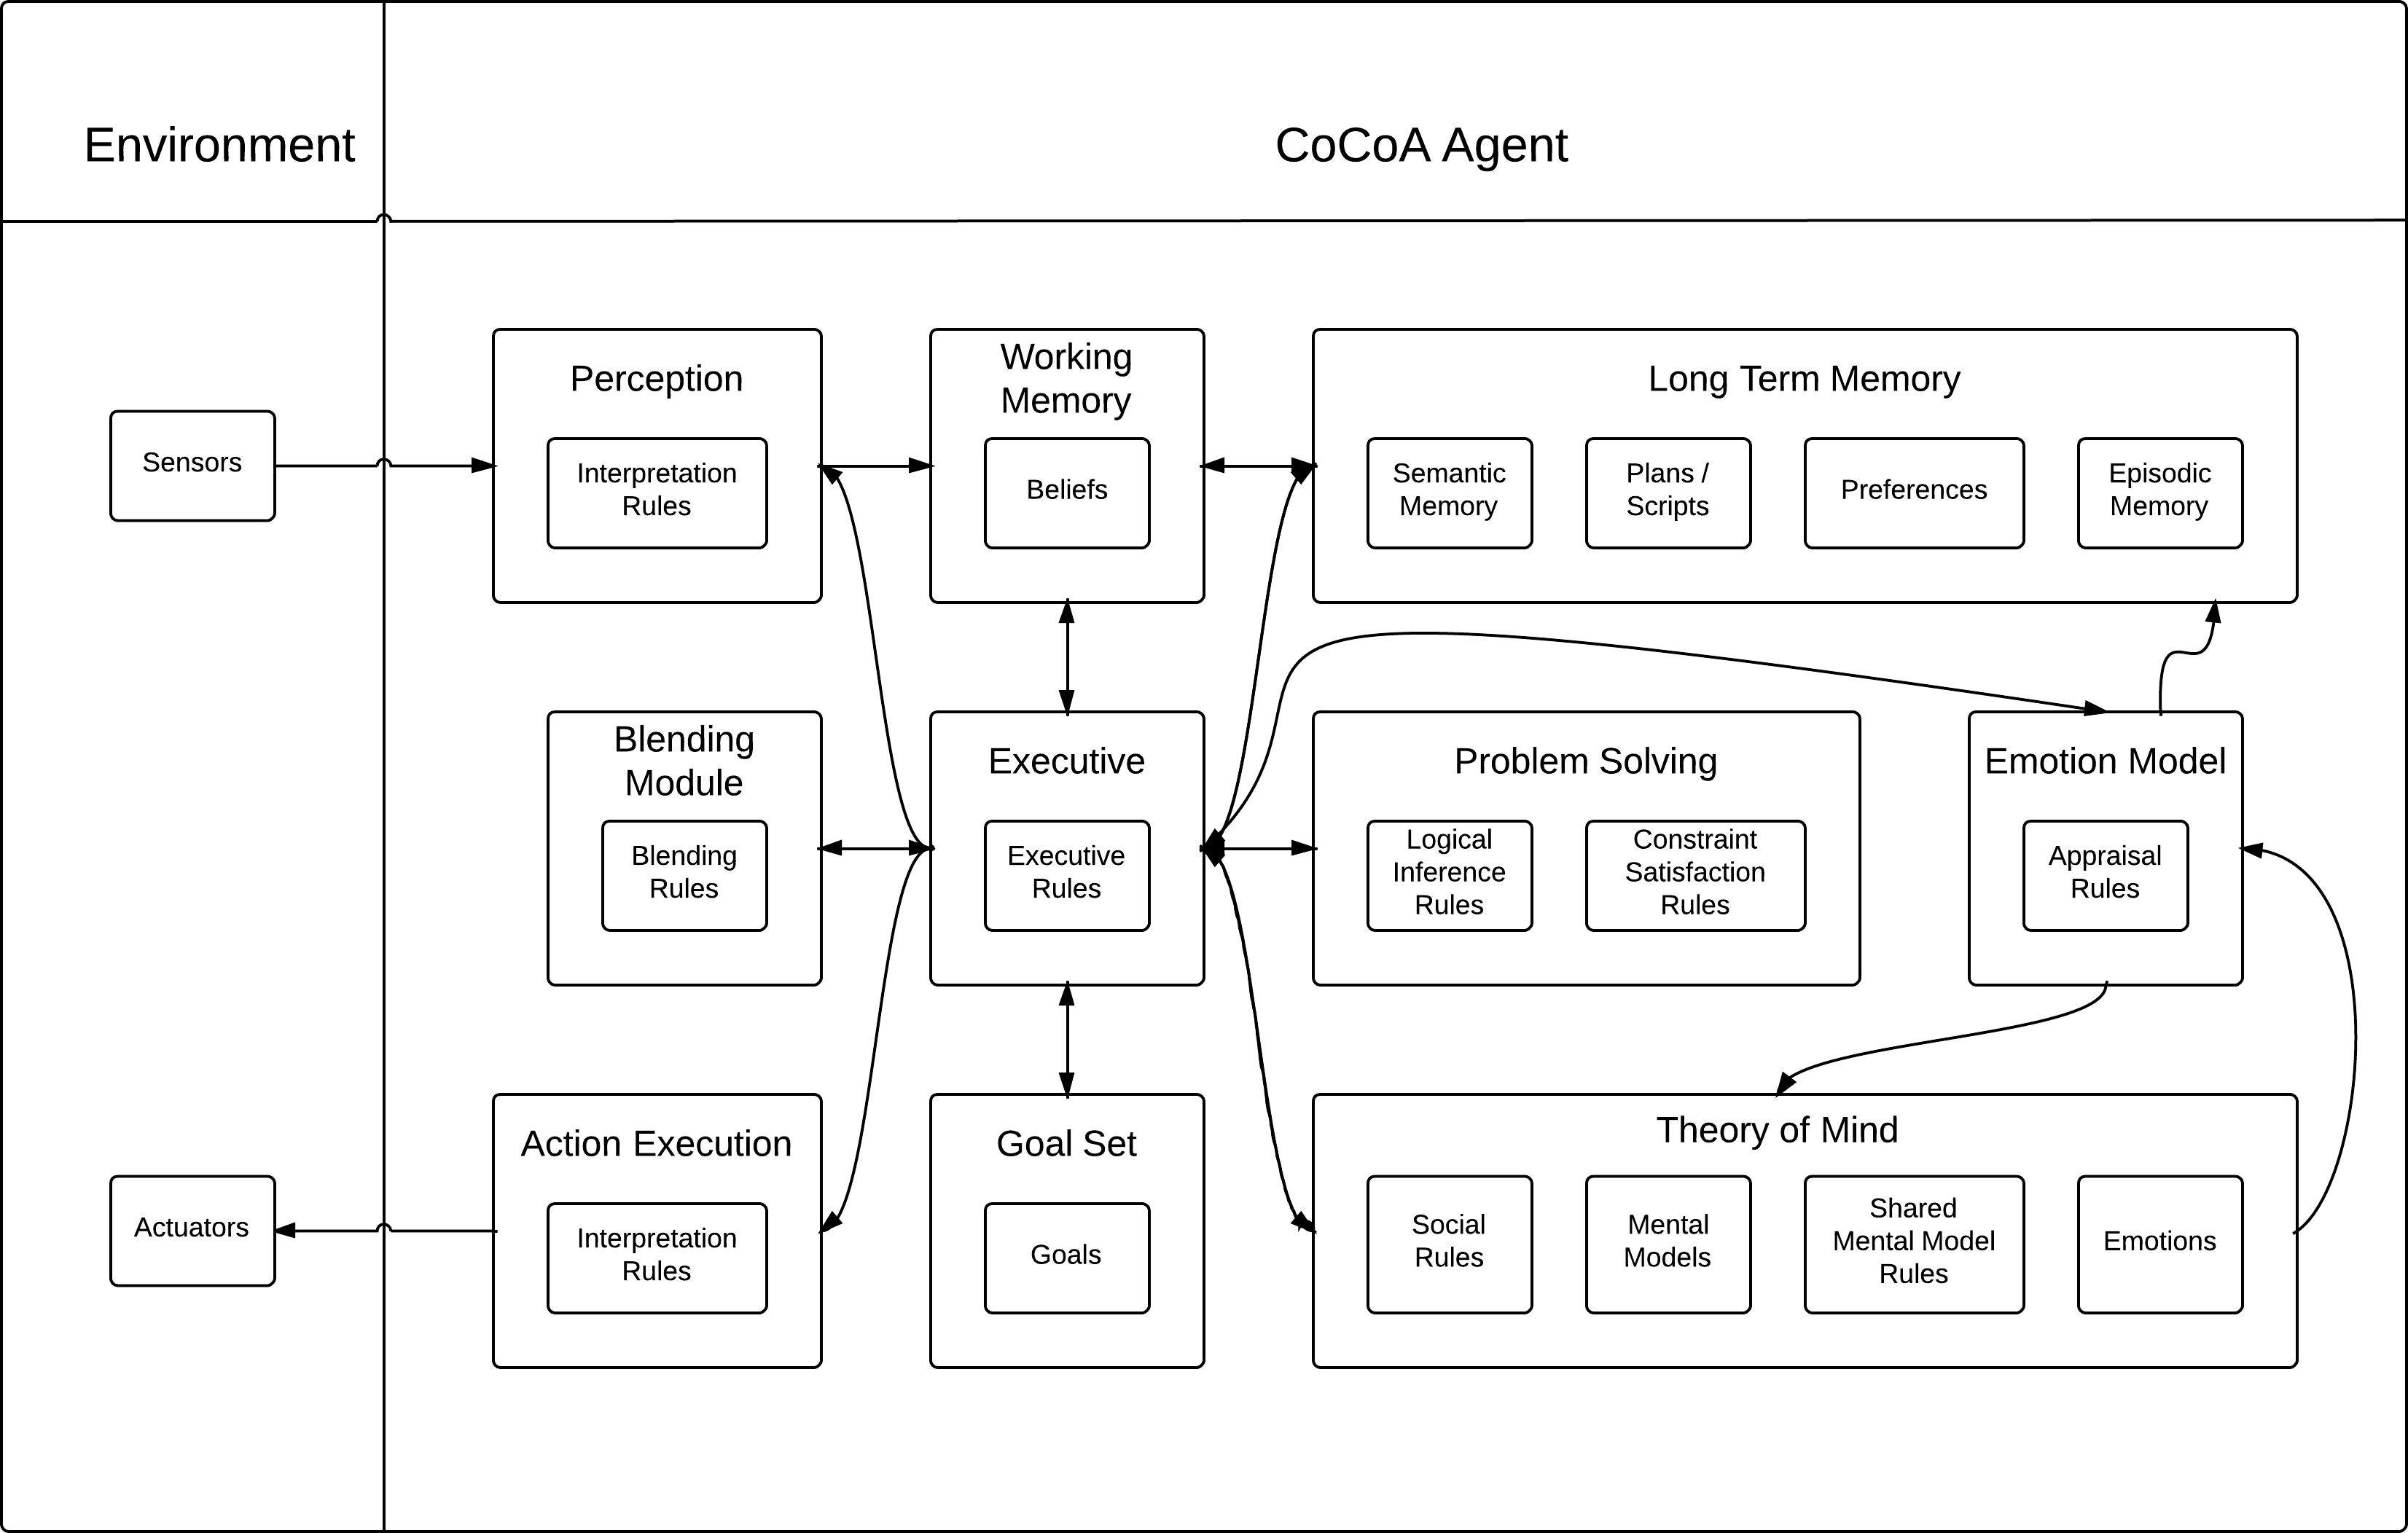 Environment
CoCoA Agent
Sensors
Perception
Interpretation
Rules
Working
Memory
Beliefs
Long Term Memory
Semantic
Memory
Plans /
Scripts
Preferences
Episodic
Memory
Blending
Module
Blending
Rules
Executive
Executive
Rules
Problem Solving
Logical
Inference
Rules
Constraint
Satisfaction
Rules
Emotion Model
Appraisal
Rules
Actuators
Action Execution
Interpretation
Rules
Goal Set
Goals
Theory of Mind
Social
Rules
Mental
Models
Shared
Mental Model
Rules
Emotions